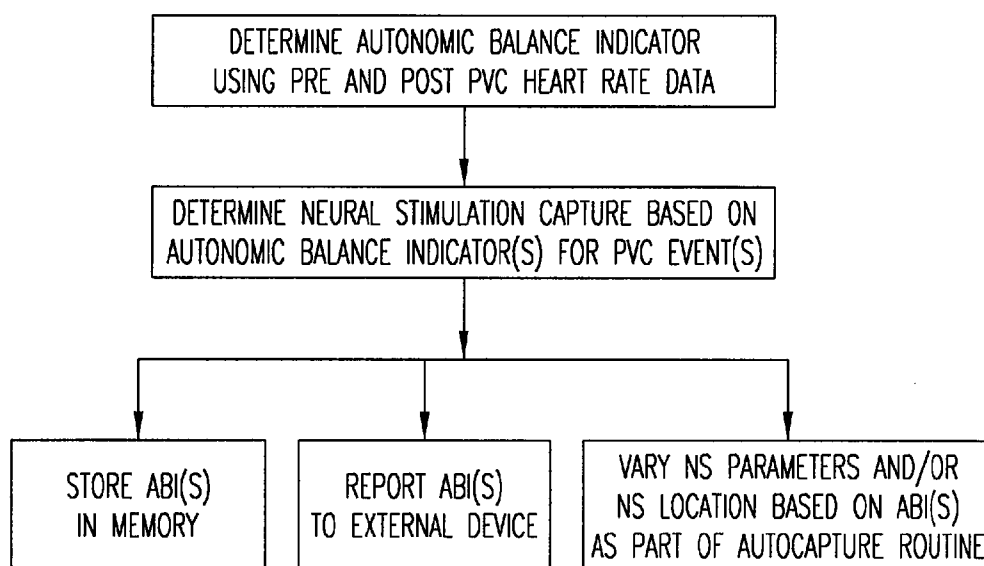 DETERMINE AUTONOMIC BALANCE INDICATOR
USING PRE AND POST PVC HEART RATE DATA
DETERMINE NEURAL STIMULATION CAPTURE BASED ON
AUTONOMIC BALANCE INDICATOR(S) FOR PVC EVENT(S)
STORE ABI(S)
IN MEMORY
REPORT ABI(S)
TO EXTERNAL DEVICE
VARY NS PARAMETERS AND/OR
NS LOCATION BASED ON ABI(S)
AS PART OF AUTOCAPTURE ROUTINE